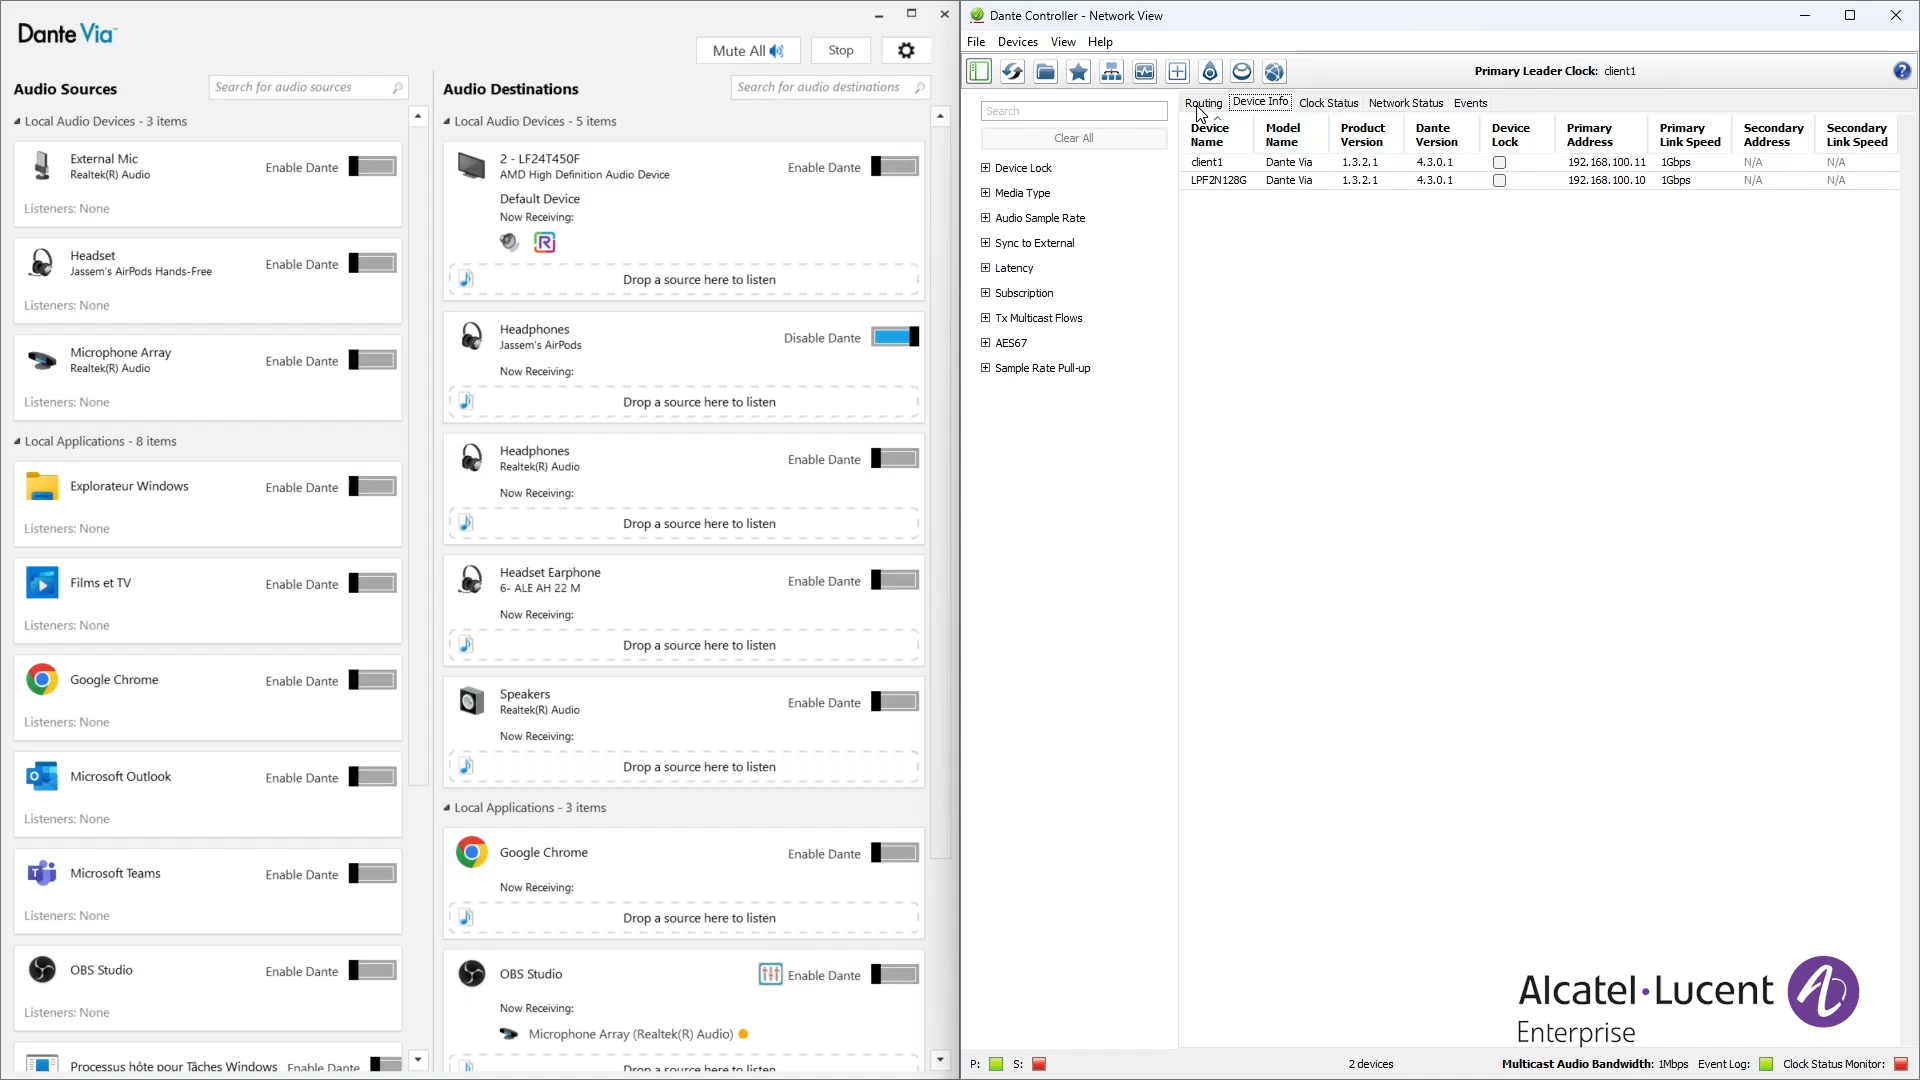 Dante Via™
Mute All
Stop
Audio Sources
Search for audio sources
Local Audio Devices - 3 items
External Mic
Realtek(R) Audio
Enable Dante
Listeners: None
Headset
Jassem's AirPods Hands-Free
Enable Dante
Listeners: None
Microphone Array
Realtek(R) Audio
Enable Dante
Listeners: None
Local Applications - 8 items
Explorateur Windows
Enable Dante
Listeners: None
Films et TV
Enable Dante
Listeners: None
Google Chrome
Enable Dante
Listeners: None
Microsoft Outlook
Enable Dante
Listeners: None
Microsoft Teams
Enable Dante
Listeners: None
OBS Studio
Enable Dante
Listeners: None
Processus hôte pour Tâches Windows
Enable Dante
Audio Destinations
Search for audio destinations
Local Audio Devices - 5 items
2 - LF24T450F
AMD High Definition Audio Device
Enable Dante
Default Device
Now Receiving:
Drop a source here to listen
Headphones
Jassem's AirPods
Disable Dante
Now Receiving:
Drop a source here to listen
Headphones
Realtek(R) Audio
Enable Dante
Now Receiving:
Drop a source here to listen
Headset Earphone
6- ALE AH 22 M
Enable Dante
Now Receiving:
Drop a source here to listen
Speakers
Realtek(R) Audio
Enable Dante
Now Receiving:
Drop a source here to listen
Local Applications - 3 items
Google Chrome
Enable Dante
Now Receiving:
Drop a source here to listen
OBS Studio
Enable Dante
Now Receiving:
Microphone Array (Realtek(R) Audio)
Drop a source here to listen
Dante Controller - Network View
File Devices View Help
Primary Leader Clock: client1
Search
Clear All
Device Lock
Media Type
Audio Sample Rate
Sync to External
Latency
Subscription
Tx Multicast Flows
AES67
Sample Rate Pull-up
Routing Device Info Clock Status Network Status Events
Device Name Model Name Product Version Dante Version Device Lock Primary Address Primary Link Speed Secondary Address Secondary Link Speed
client1 Dante Via 1.3.2.1 4.3.0.1 192.168.100.11 1Gbps N/A N/A
LPF2N128G Dante Via 1.3.2.1 4.3.0.1 192.168.100.10 1Gbps N/A N/A
Alcatel·Lucent
Enterprise
P: S: 2 devices Multicast Audio Bandwidth: 1Mbps Event Log: Clock Status Monitor: